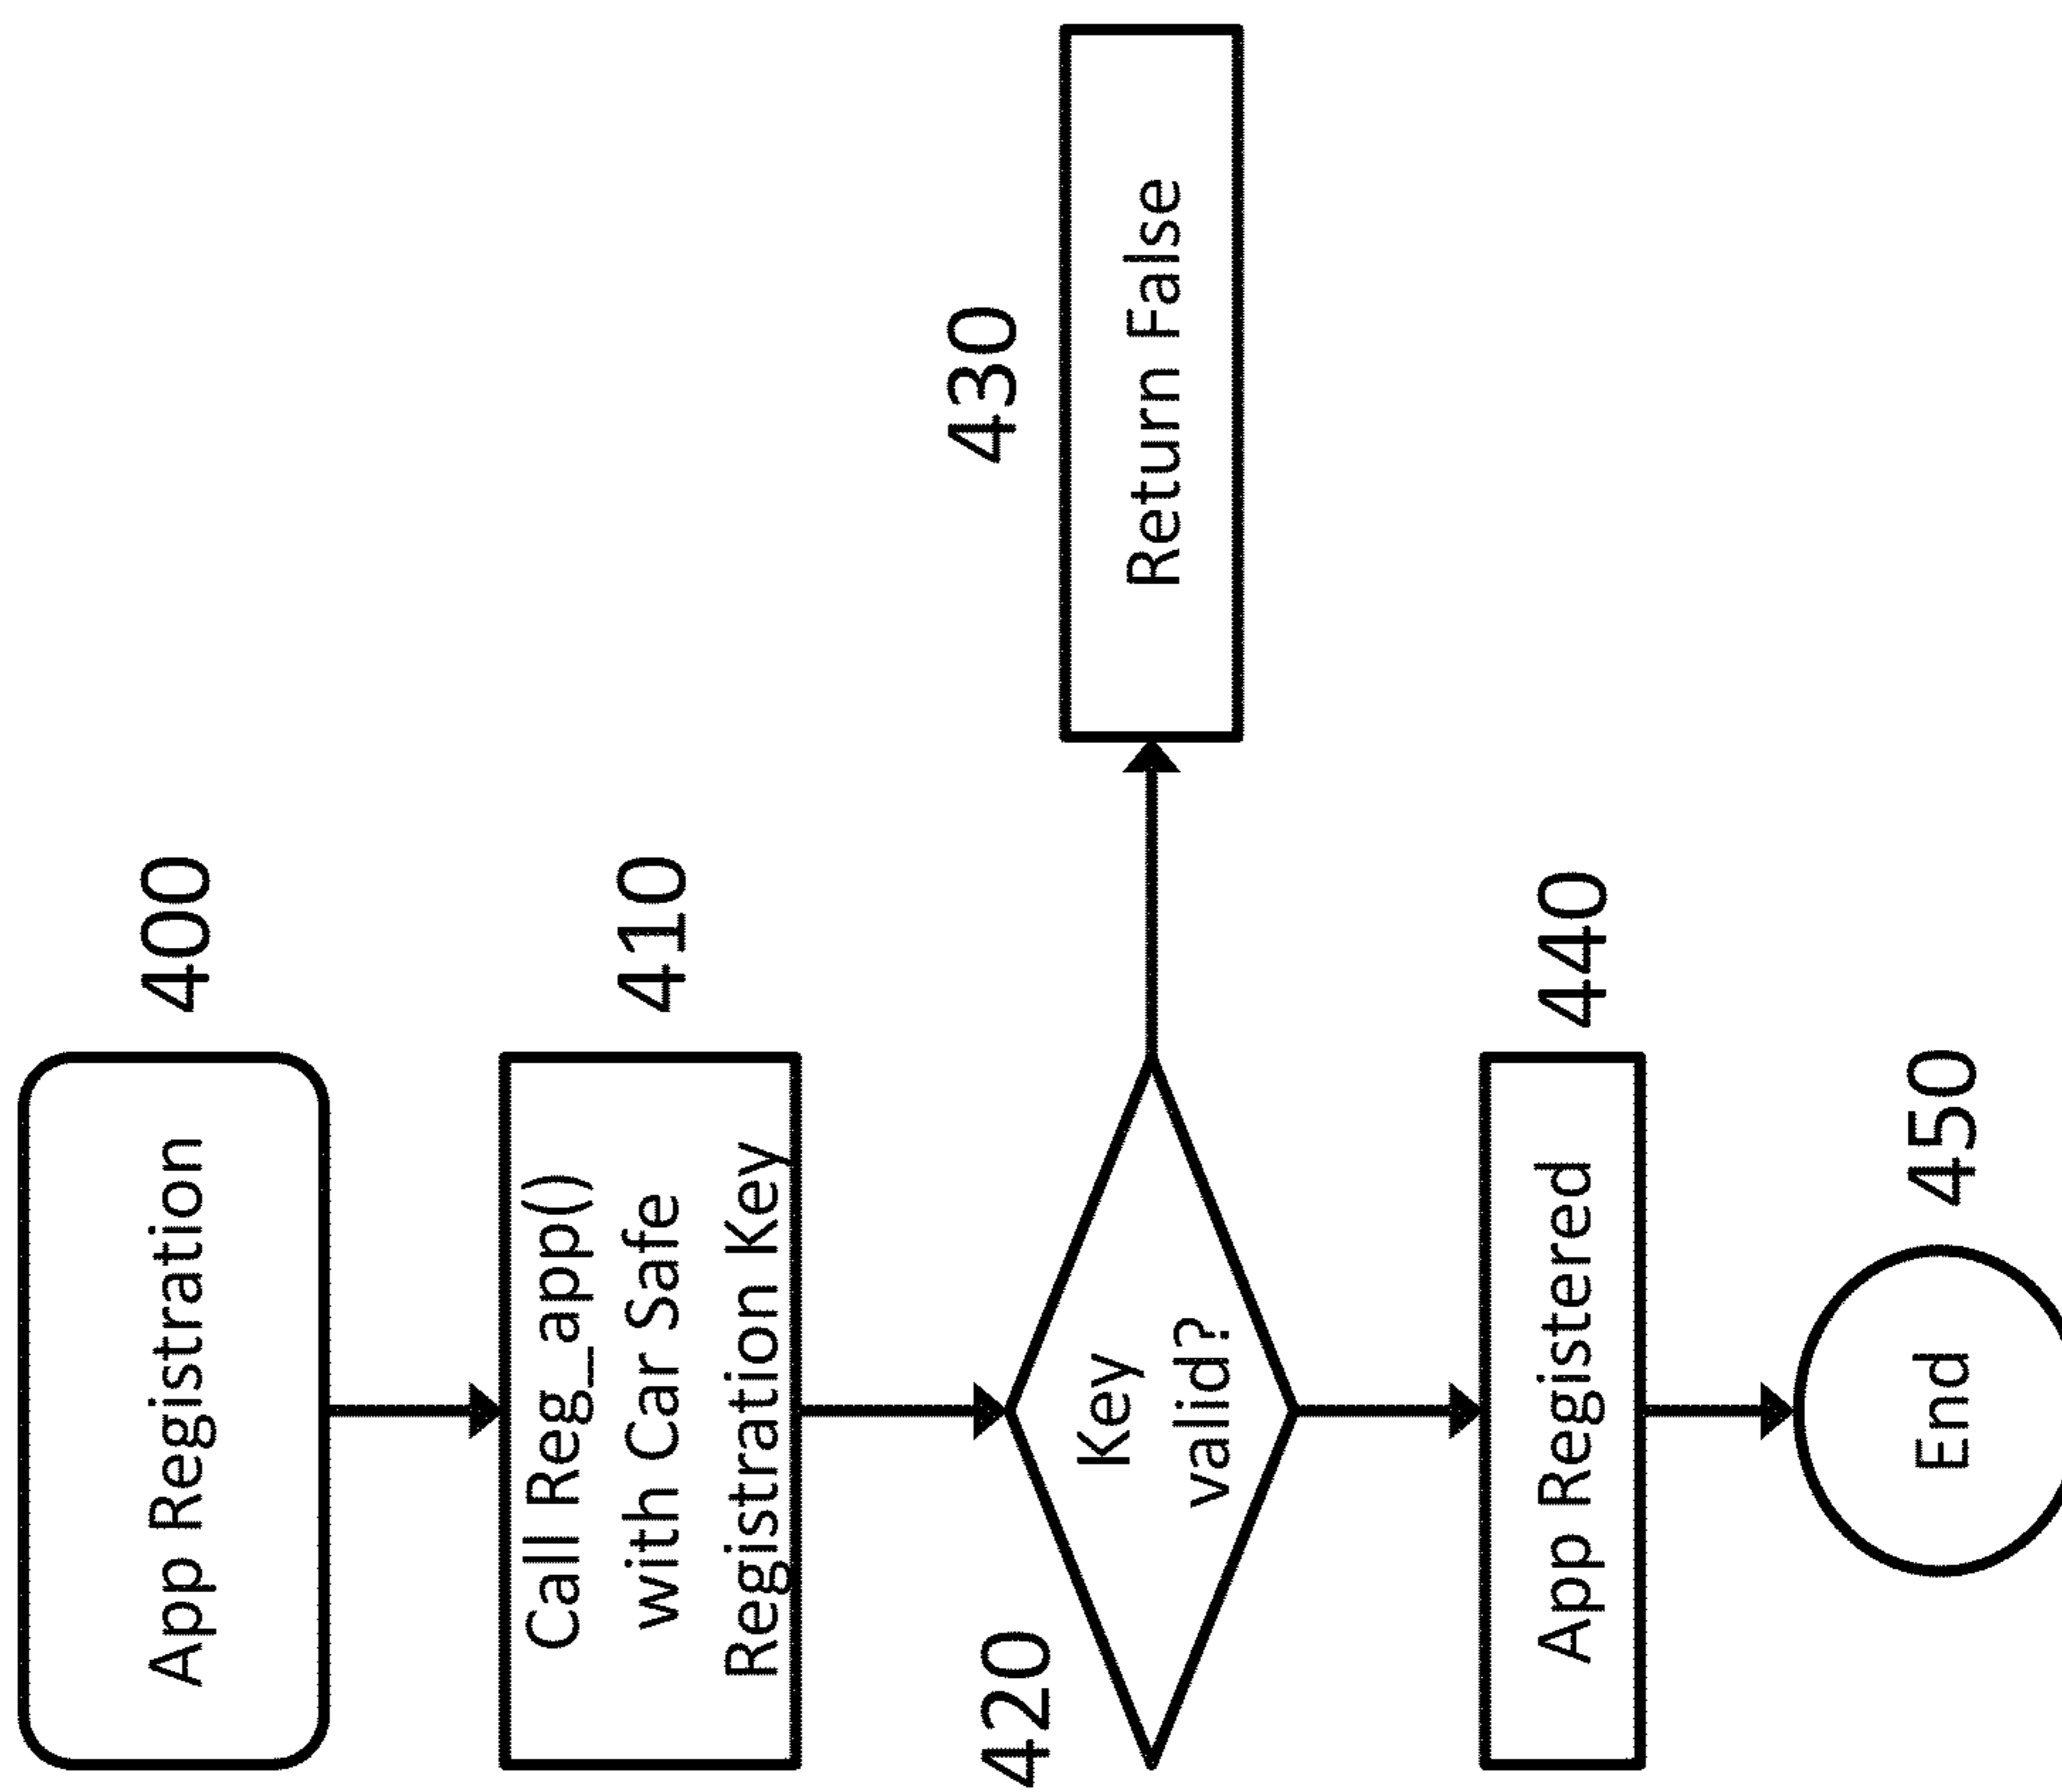 App Registration
400
Call Reg_app()
with Car Safe
Registration Key
410
420
Key
valid?
430
Return False
App Registered
440
End
450